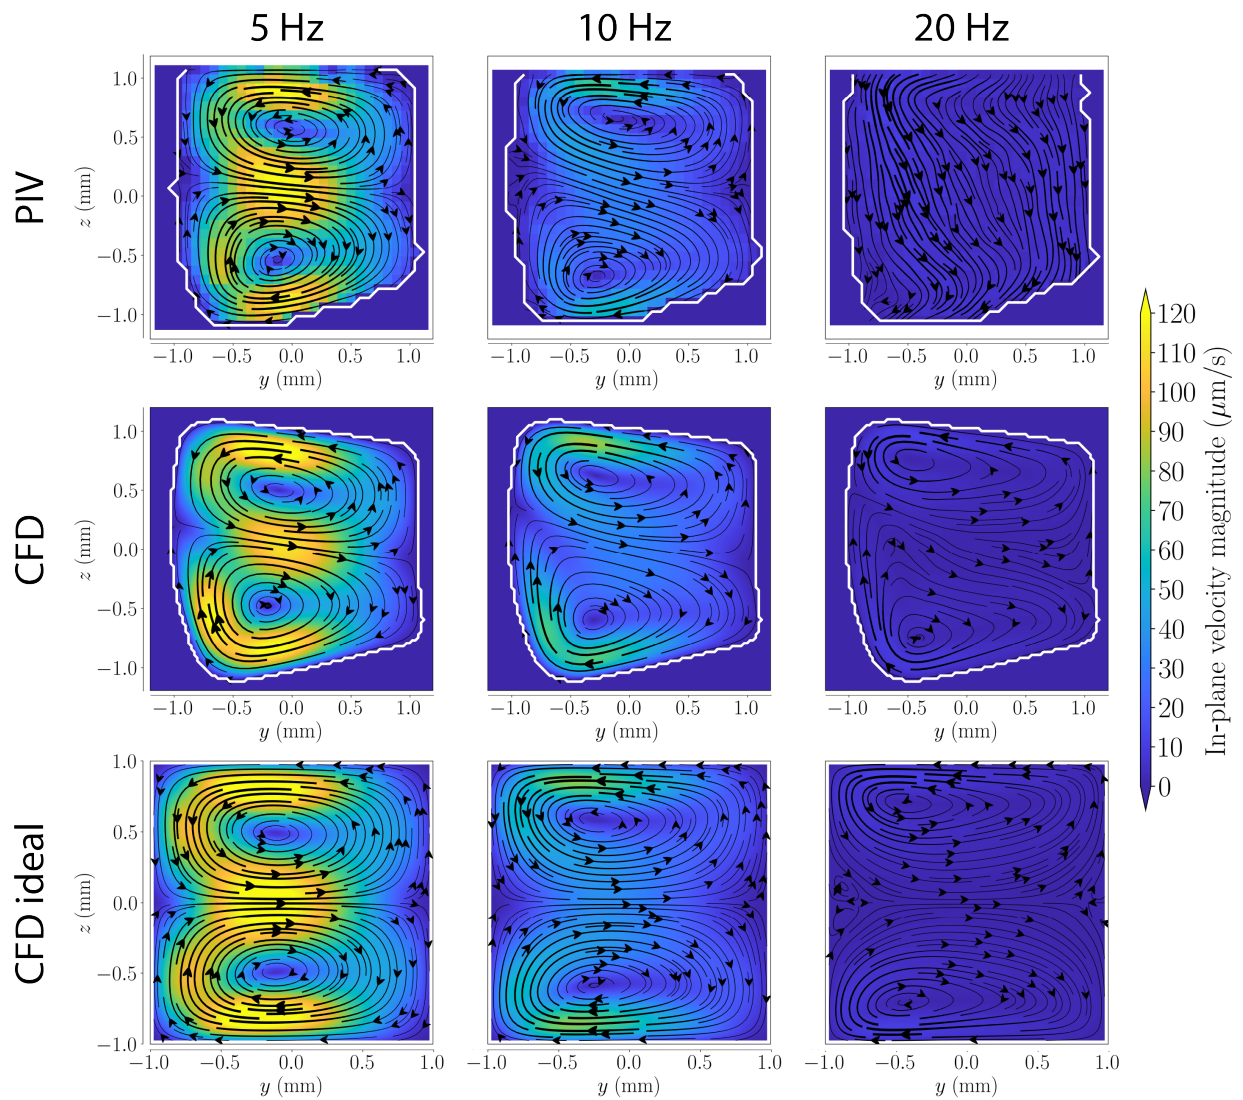 5 Hz 10 Hz 20 Hz
PIV
z (mm)
1.0
0.5
0.0
−0.5
−1.0
−1.0 −0.5 0.0 0.5 1.0
y (mm)
−1.0 −0.5 0.0 0.5 1.0
y (mm)
−1.0 −0.5 0.0 0.5 1.0
y (mm)
CFD
z (mm)
1.0
0.5
0.0
−0.5
−1.0
−1.0 −0.5 0.0 0.5 1.0
y (mm)
−1.0 −0.5 0.0 0.5 1.0
y (mm)
−1.0 −0.5 0.0 0.5 1.0
y (mm)
CFD ideal
z (mm)
1.0
0.5
0.0
−0.5
−1.0
−1.0 −0.5 0.0 0.5 1.0
y (mm)
−1.0 −0.5 0.0 0.5 1.0
y (mm)
−1.0 −0.5 0.0 0.5 1.0
y (mm)
120
110
100
90
80
70
60
50
40
30
20
10
0
In-plane velocity magnitude (μm/s)